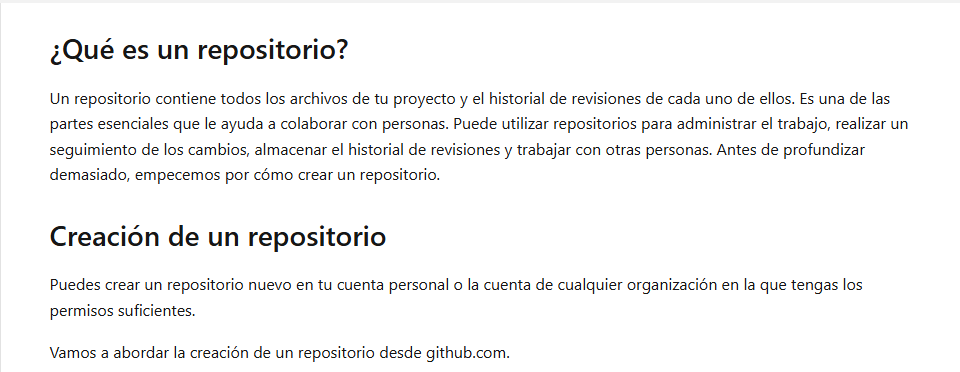 ¿Qué es un repositorio?
Un repositorio contiene todos los archivos de tu proyecto y el historial de revisiones de cada uno de ellos. Es una de las
partes esenciales que le ayuda a colaborar con personas. Puede utilizar repositorios para administrar el trabajo, realizar un
seguimiento de los cambios, almacenar el historial de revisiones y trabajar con otras personas. Antes de profundizar
demasiado, empecemos por cómo crear un repositorio.
Creación de un repositorio
Puedes crear un repositorio nuevo en tu cuenta personal o la cuenta de cualquier organización en la que tengas los
permisos suficientes.
Vamos a abordar la creación de un repositorio desde github.com.